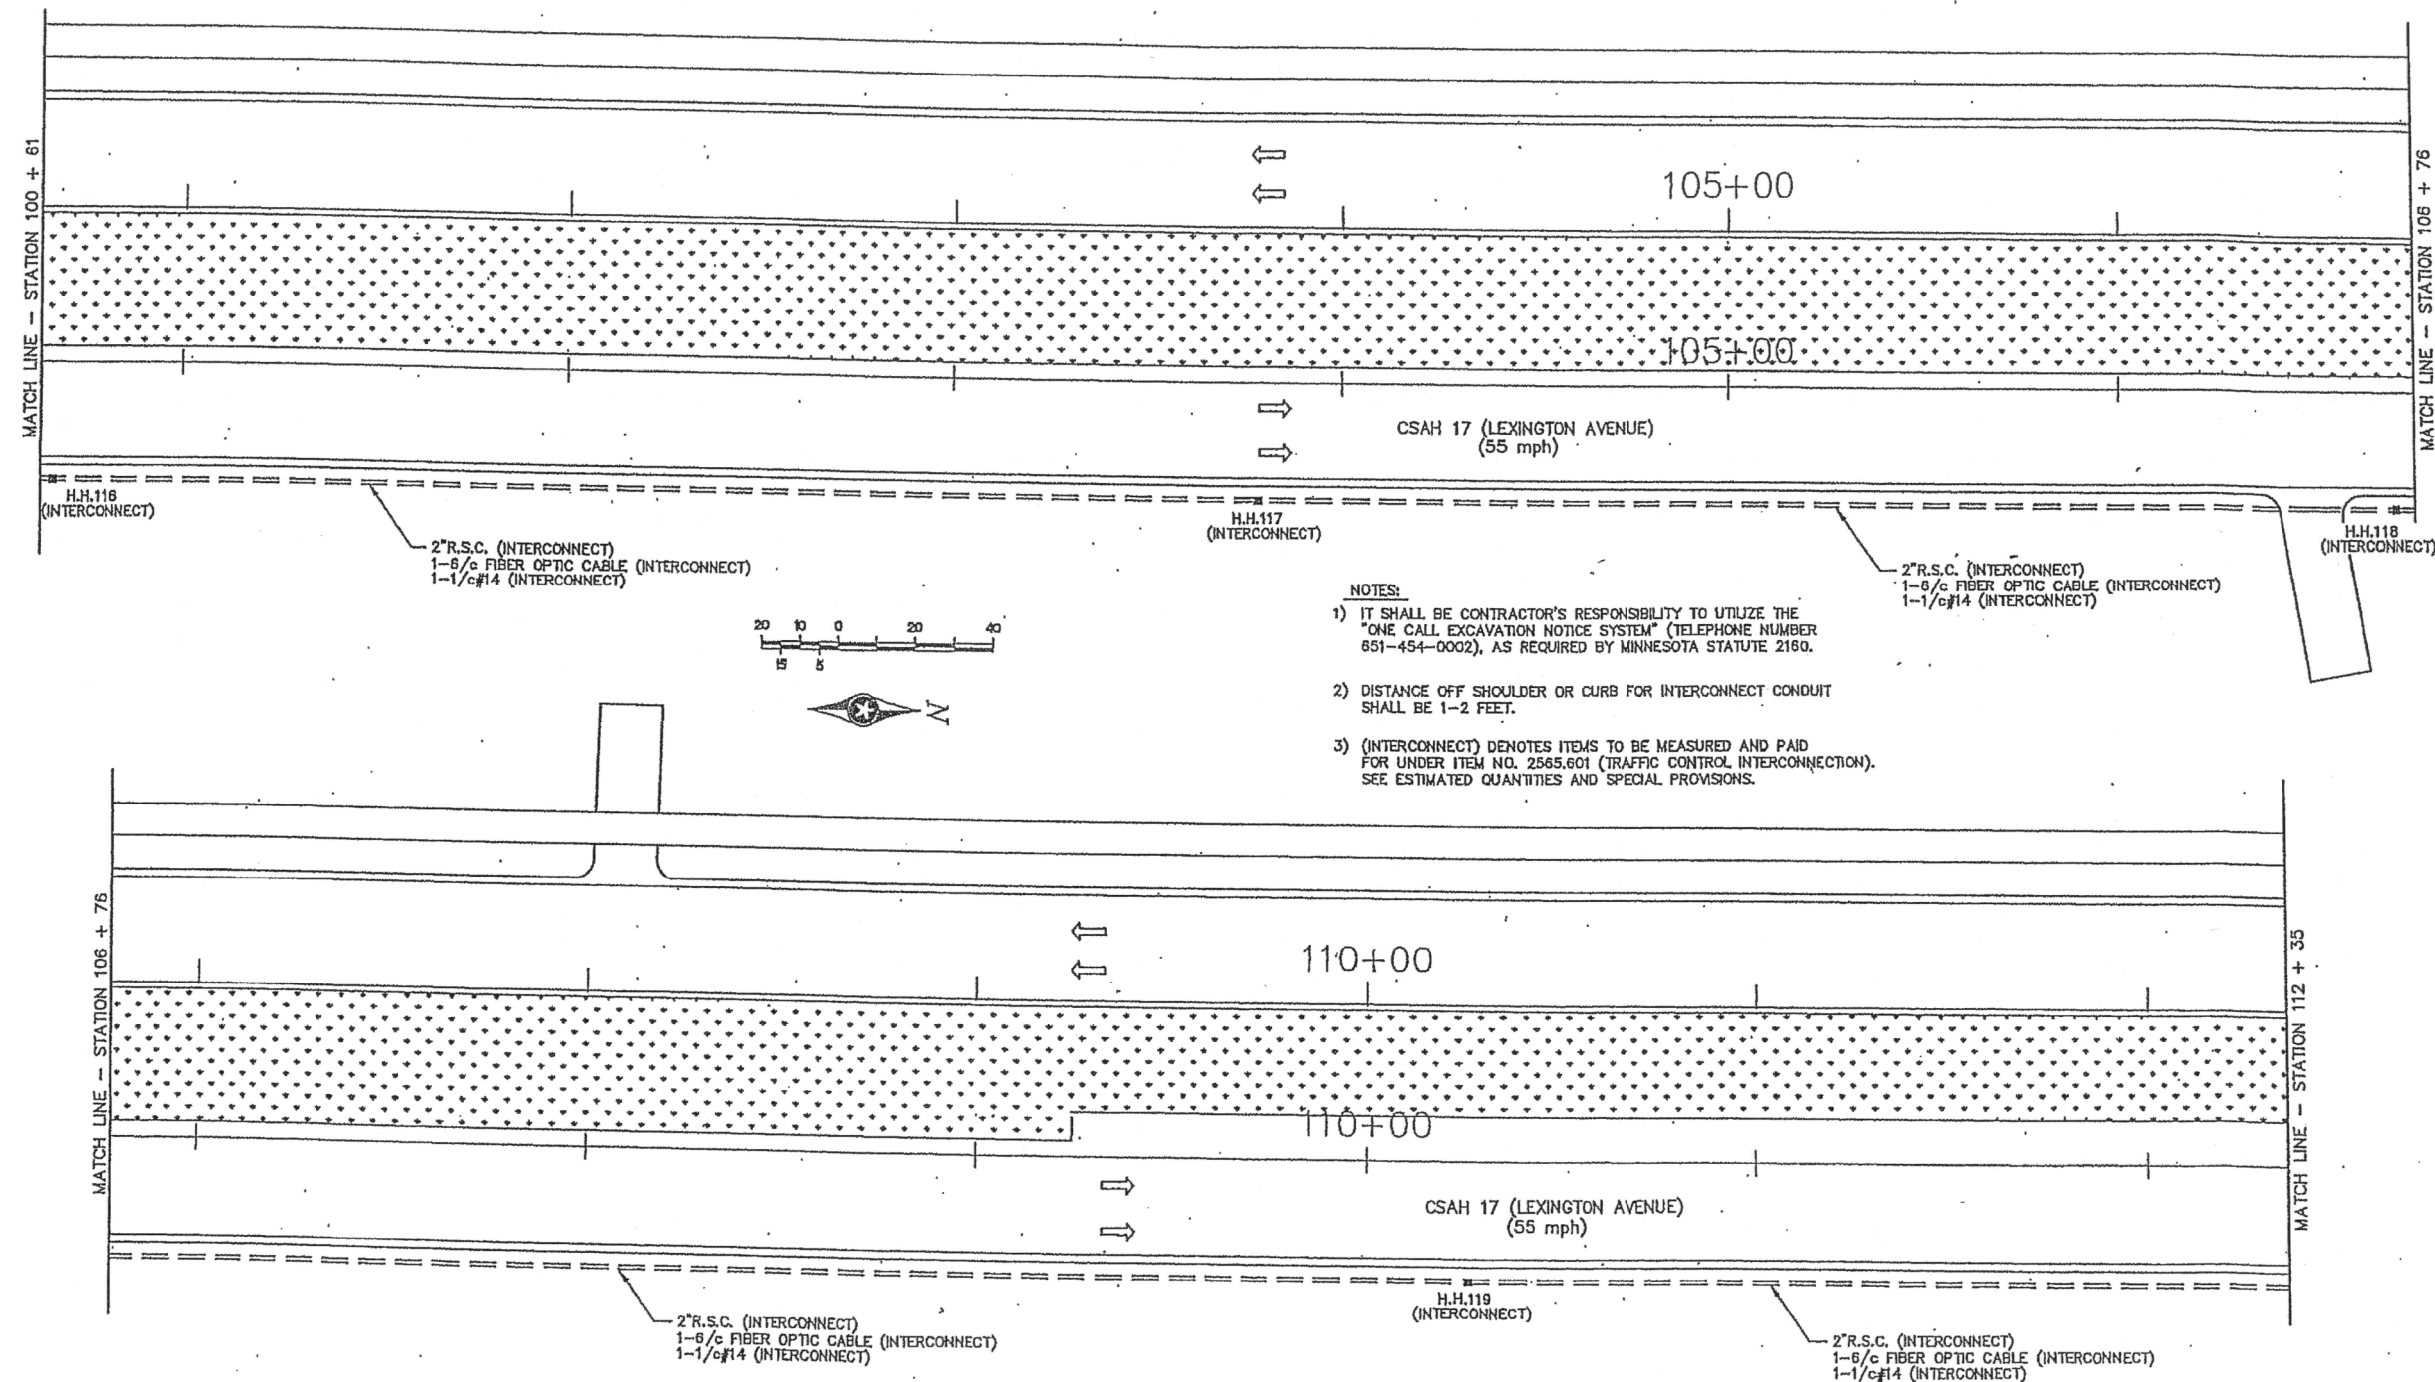 MATCH LINE - STATION 100 + 61
105+00
MATCH LINE - STATION 106 + 76
105+00
CSAH 17 (LEXINGTON AVENUE)
(55 mph)
H.H.116
(INTERCONNECT)
H.H.117
(INTERCONNECT)
H.H.118
(INTERCONNECT)
2"R.S.C. (INTERCONNECT)
1-6/c FIBER OPTIC CABLE (INTERCONNECT)
1-1/c#14 (INTERCONNECT)
2"R.S.C. (INTERCONNECT)
1-6/c FIBER OPTIC CABLE (INTERCONNECT)
1-1/c#14 (INTERCONNECT)
20 10 0 20 40
15 5
N
NOTES:
1) IT SHALL BE CONTRACTOR'S RESPONSIBILITY TO UTILIZE THE
"ONE CALL EXCAVATION NOTICE SYSTEM" (TELEPHONE NUMBER
651-454-0002), AS REQUIRED BY MINNESOTA STATUTE 216D.
2) DISTANCE OFF SHOULDER OR CURB FOR INTERCONNECT CONDUIT
SHALL BE 1-2 FEET.
3) (INTERCONNECT) DENOTES ITEMS TO BE MEASURED AND PAID
FOR UNDER ITEM NO. 2565.601 (TRAFFIC CONTROL INTERCONNECTION).
SEE ESTIMATED QUANTITIES AND SPECIAL PROVISIONS.
MATCH LINE - STATION 106 + 76
110+00
MATCH LINE - STATION 112 + 35
110+00
CSAH 17 (LEXINGTON AVENUE)
(55 mph)
H.H.119
(INTERCONNECT)
2"R.S.C. (INTERCONNECT)
1-6/c FIBER OPTIC CABLE (INTERCONNECT)
1-1/c#14 (INTERCONNECT)
2"R.S.C. (INTERCONNECT)
1-6/c FIBER OPTIC CABLE (INTERCONNECT)
1-1/c#14 (INTERCONNECT)